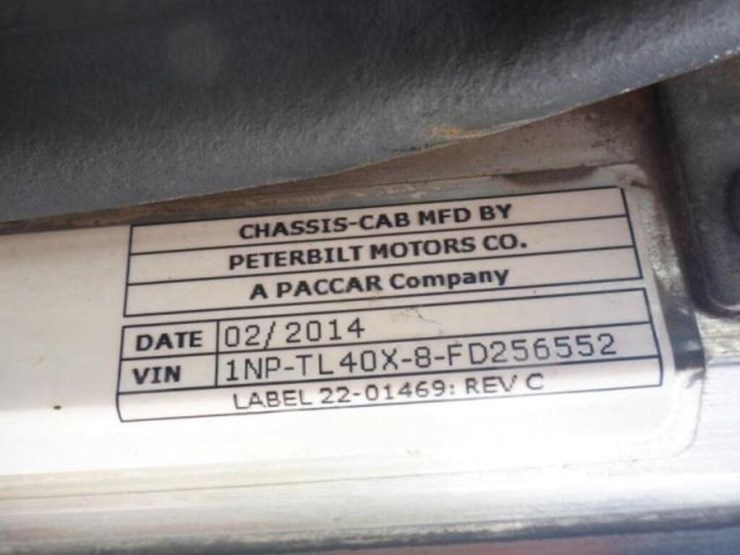 CHASSIS-CAB MFD BY
PETERBILT MOTORS CO.
A PACCAR Company
DATE 02/2014
VIN 1NP-TL40X-8-FD256552
LABEL 22-01469: REV C